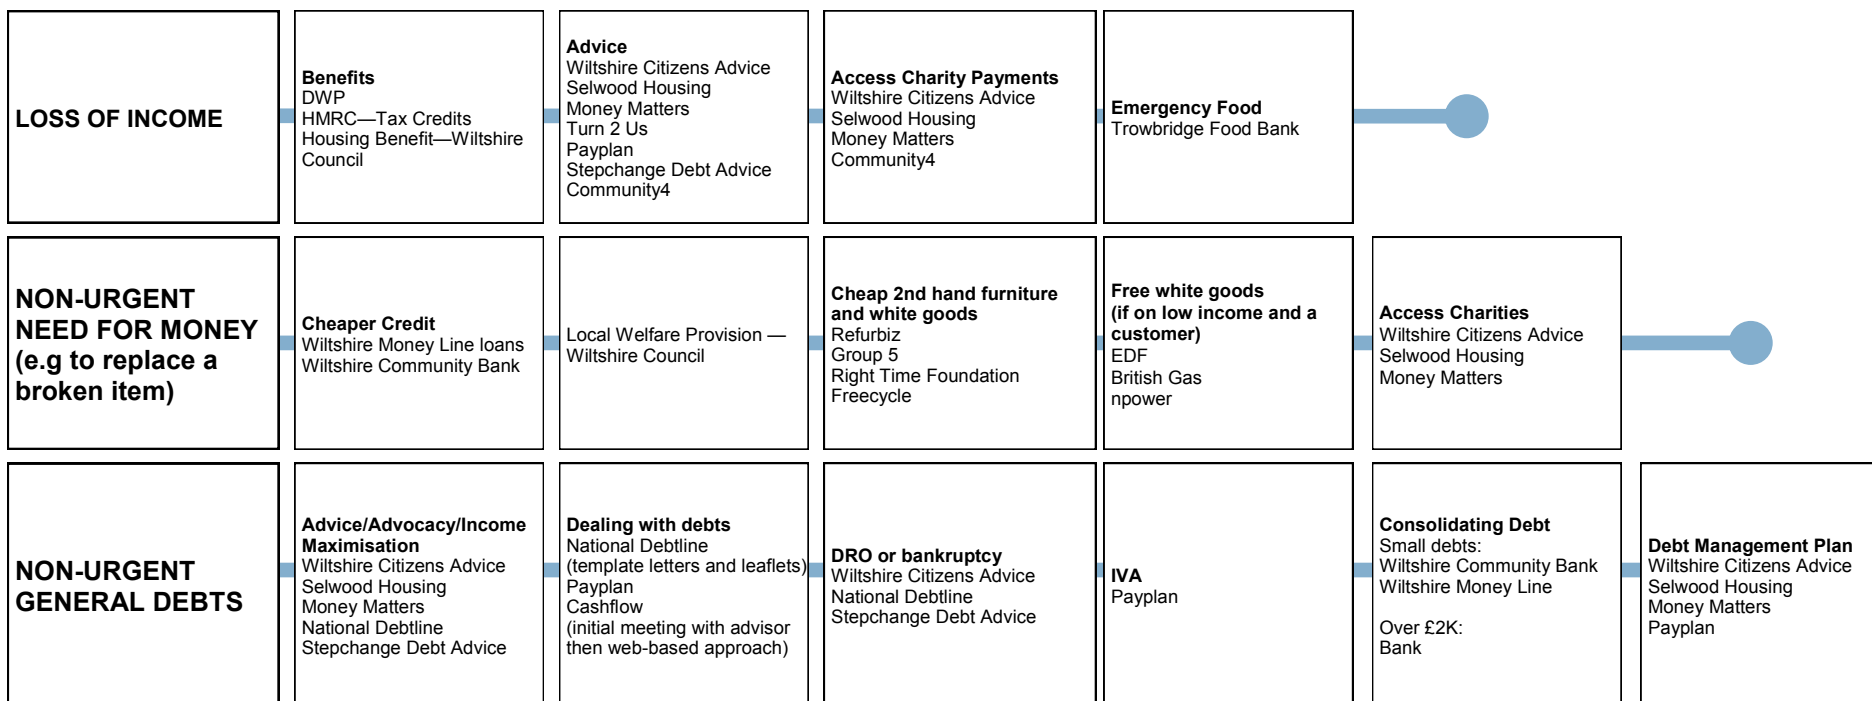 LOSS OF INCOME
Benefits
DWP
HMRC—Tax Credits
Housing Benefit—Wiltshire
Council
Advice
Wiltshire Citizens Advice
Selwood Housing
Money Matters
Turn 2 Us
Payplan
Stepchange Debt Advice
Community4
Access Charity Payments
Wiltshire Citizens Advice
Selwood Housing
Money Matters
Community4
Emergency Food
Trowbridge Food Bank
NON-URGENT
NEED FOR MONEY
(e.g to replace a
broken item)
Cheaper Credit
Wiltshire Money Line loans
Wiltshire Community Bank
Local Welfare Provision —
Wiltshire Council
Cheap 2nd hand furniture
and white goods
Refurbiz
Group 5
Right Time Foundation
Freecycle
Free white goods
(if on low income and a
customer)
EDF
British Gas
npower
Access Charities
Wiltshire Citizens Advice
Selwood Housing
Money Matters
NON-URGENT
GENERAL DEBTS
Advice/Advocacy/Income
Maximisation
Wiltshire Citizens Advice
Selwood Housing
Money Matters
National Debtline
Stepchange Debt Advice
Dealing with debts
National Debtline
(template letters and leaflets)
Payplan
Cashflow
(initial meeting with advisor
then web-based approach)
DRO or bankruptcy
Wiltshire Citizens Advice
National Debtline
Stepchange Debt Advice
IVA
Payplan
Consolidating Debt
Small debts:
Wiltshire Community Bank
Wiltshire Money Line
Over £2K:
Bank
Debt Management Plan
Wiltshire Citizens Advice
Selwood Housing
Money Matters
Payplan